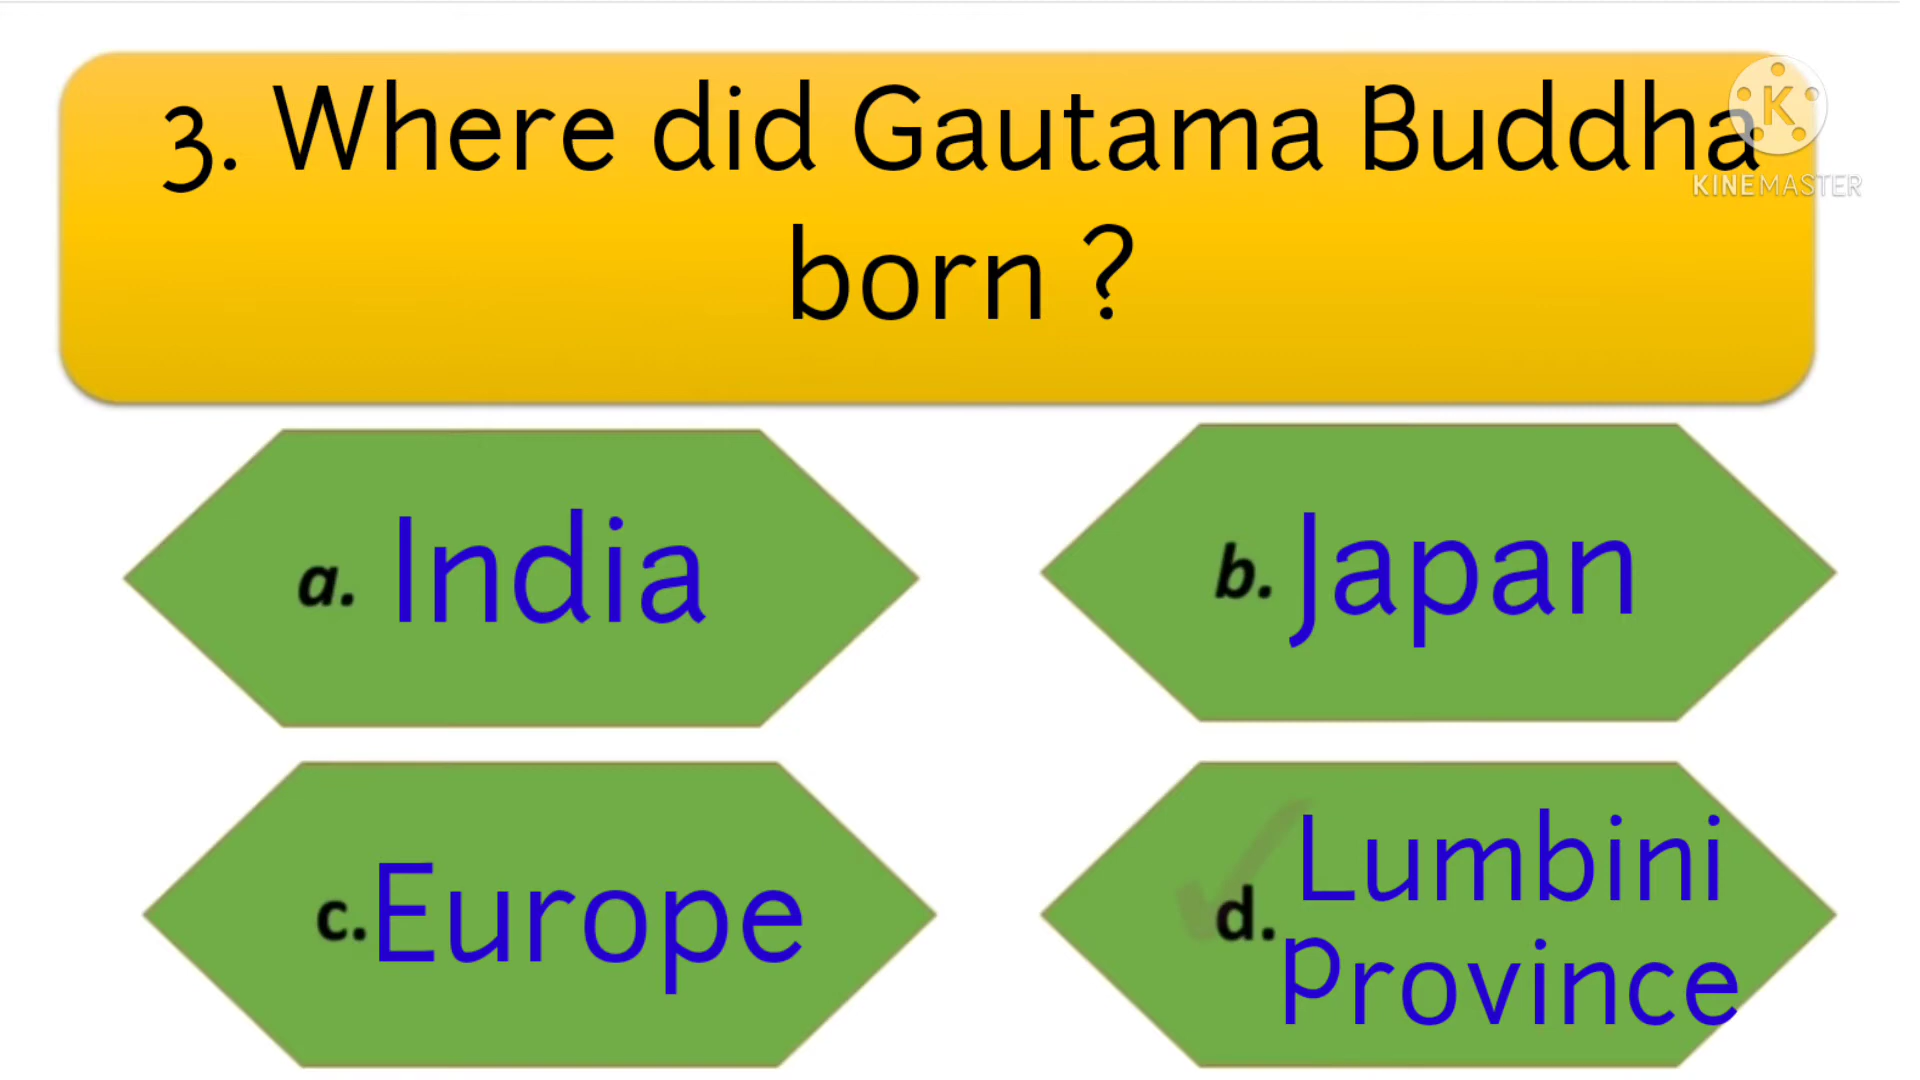 3. Where did Gautama Buddha
born ?
K
KINEMASTER
a. India
b. Japan
c. Europe
d. Lumbini
province